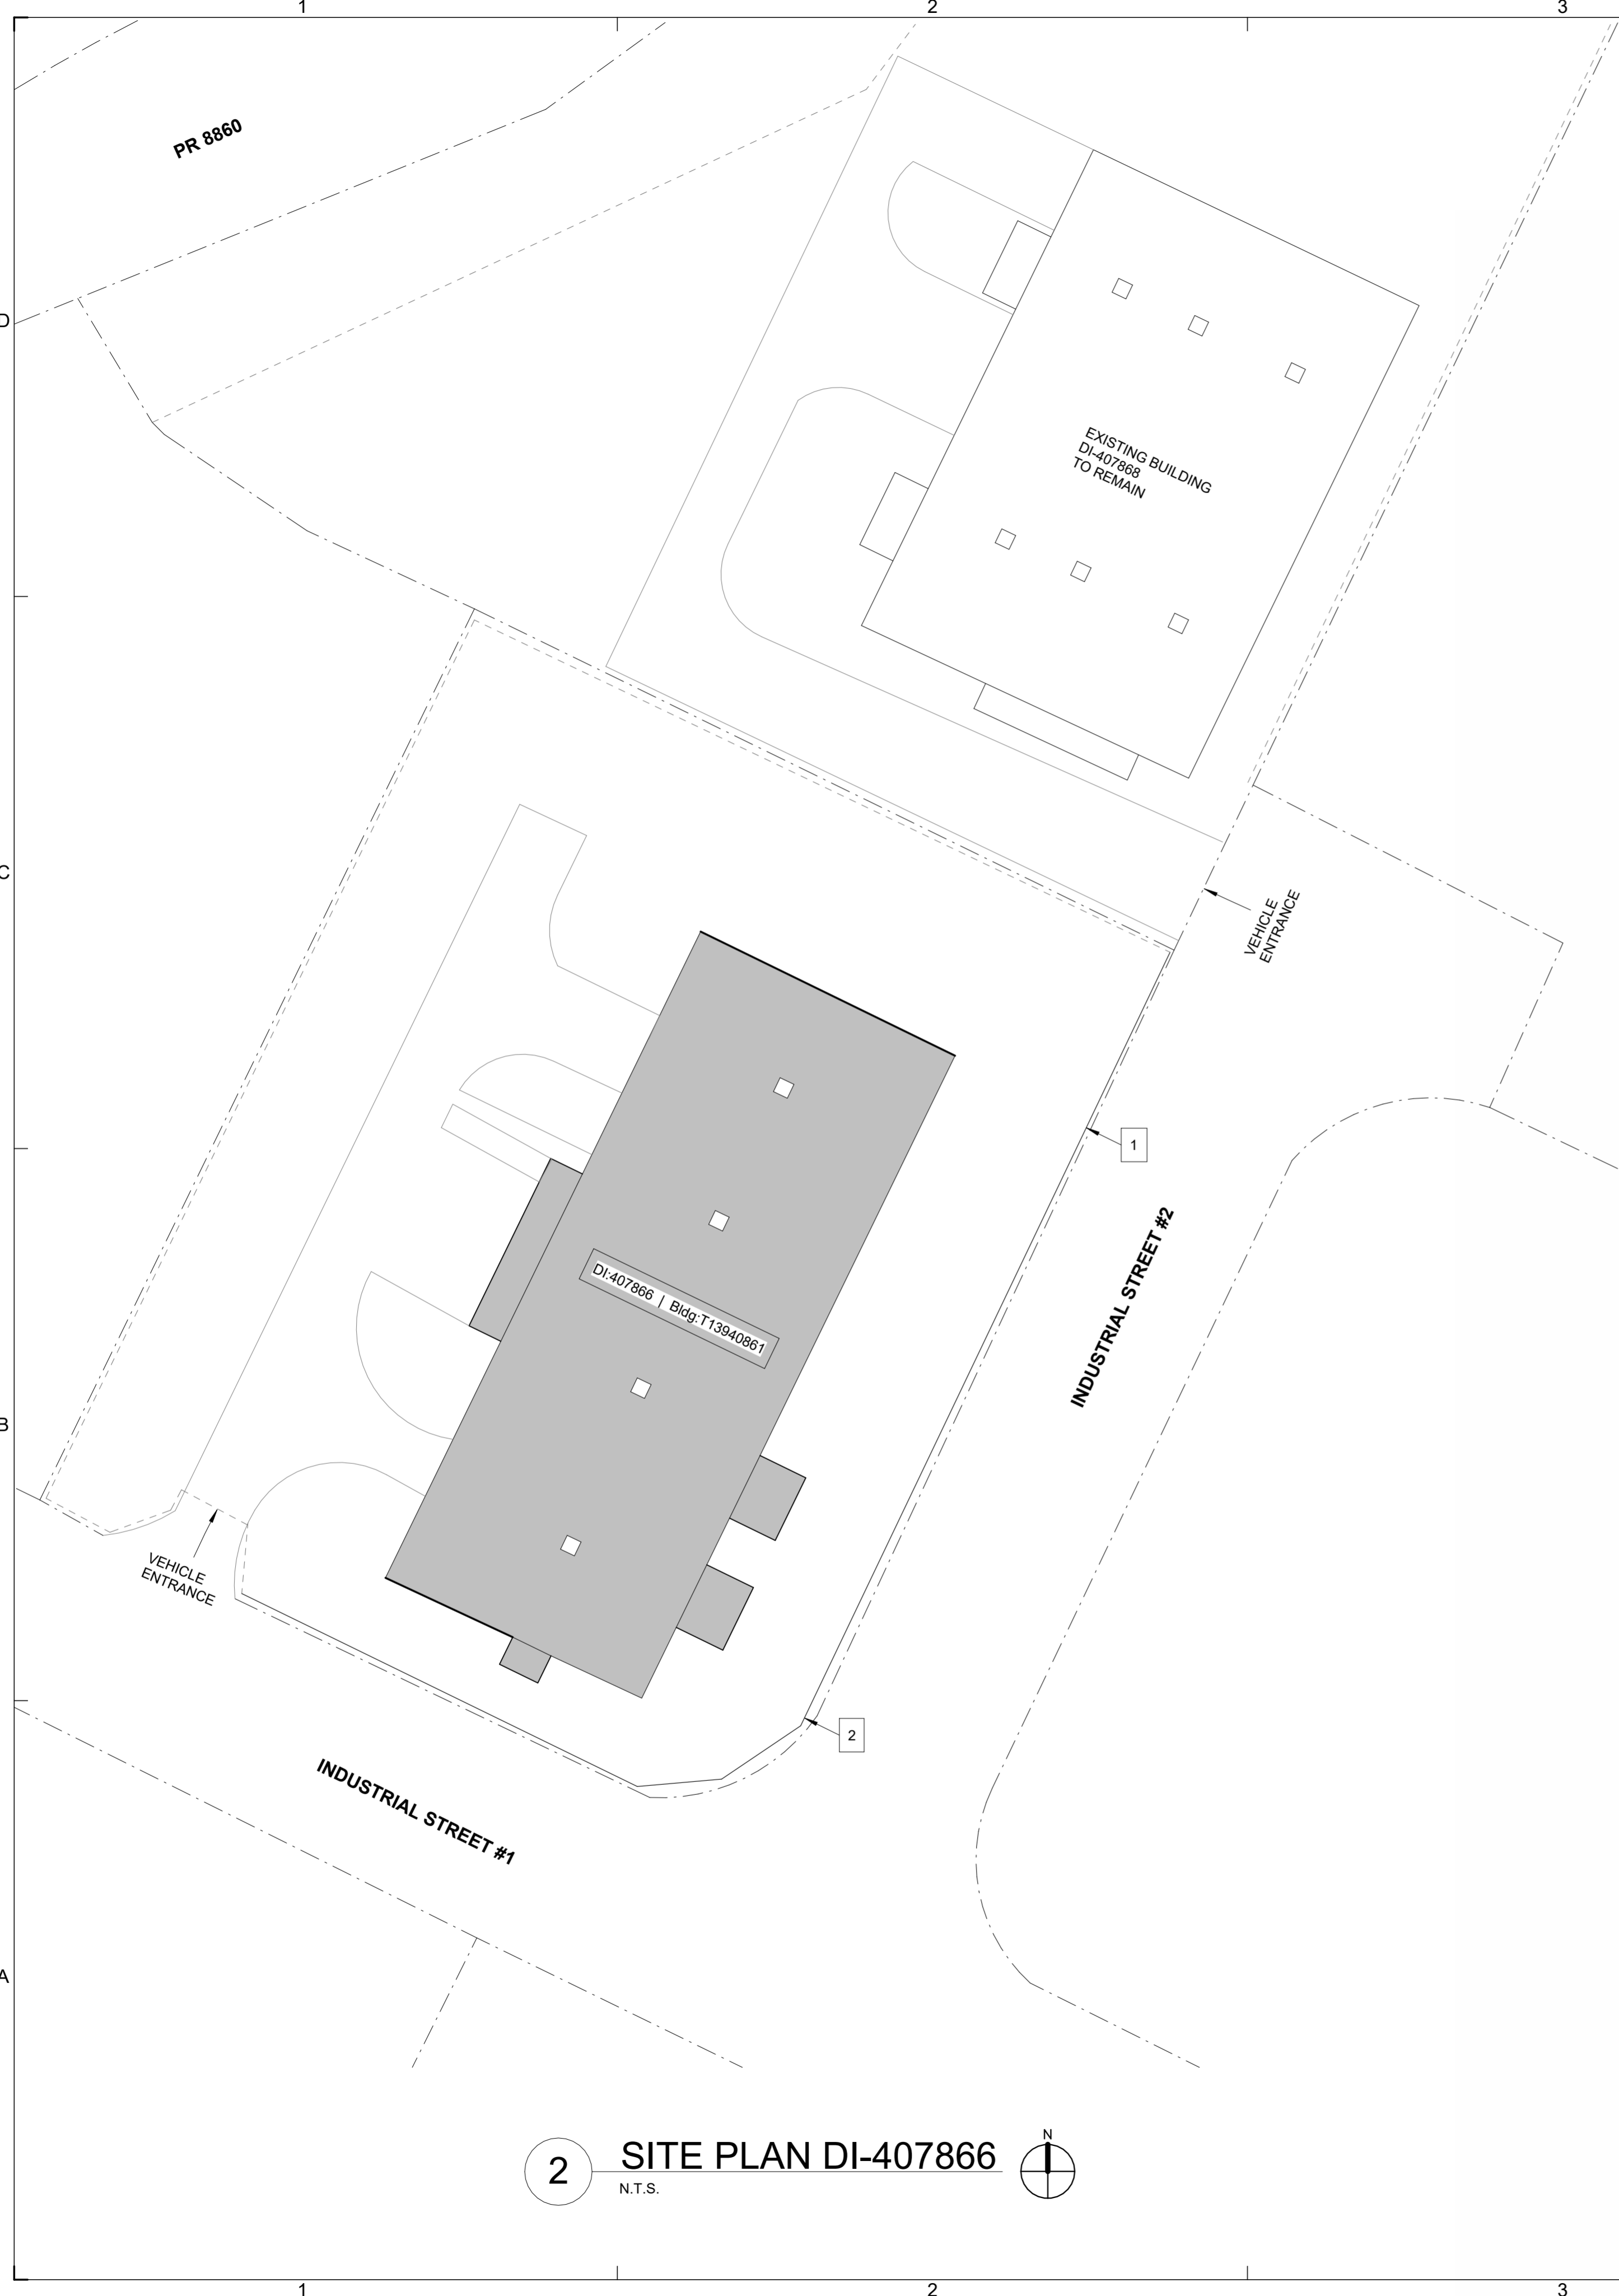 1
2
3
PR 8860
D
EXISTING BUILDING
DI-407868
TO REMAIN
C
VEHICLE
ENTRANCE
1
INDUSTRIAL STREET #2
DI:407866 | Bldg:T13940861
B
VEHICLE
ENTRANCE
2
INDUSTRIAL STREET #1
A
2
SITE PLAN DI-407866
N.T.S.
N
1
2
3